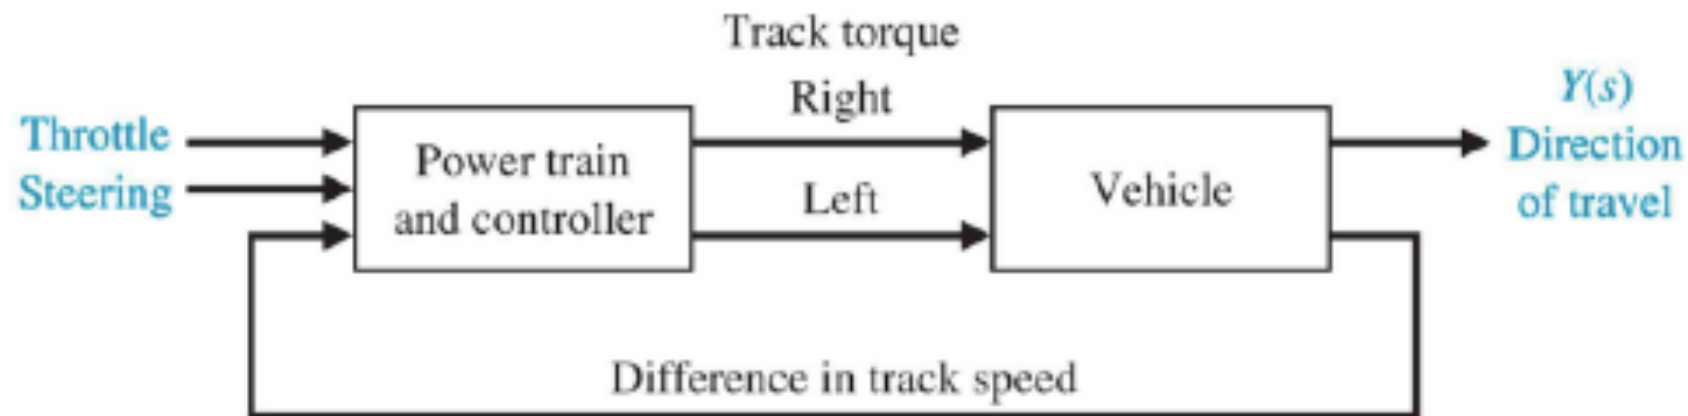 Track torque
Right
Throttle
Steering
Power train
and controller
Left
Vehicle
Y(s)
Direction
of travel
Difference in track speed